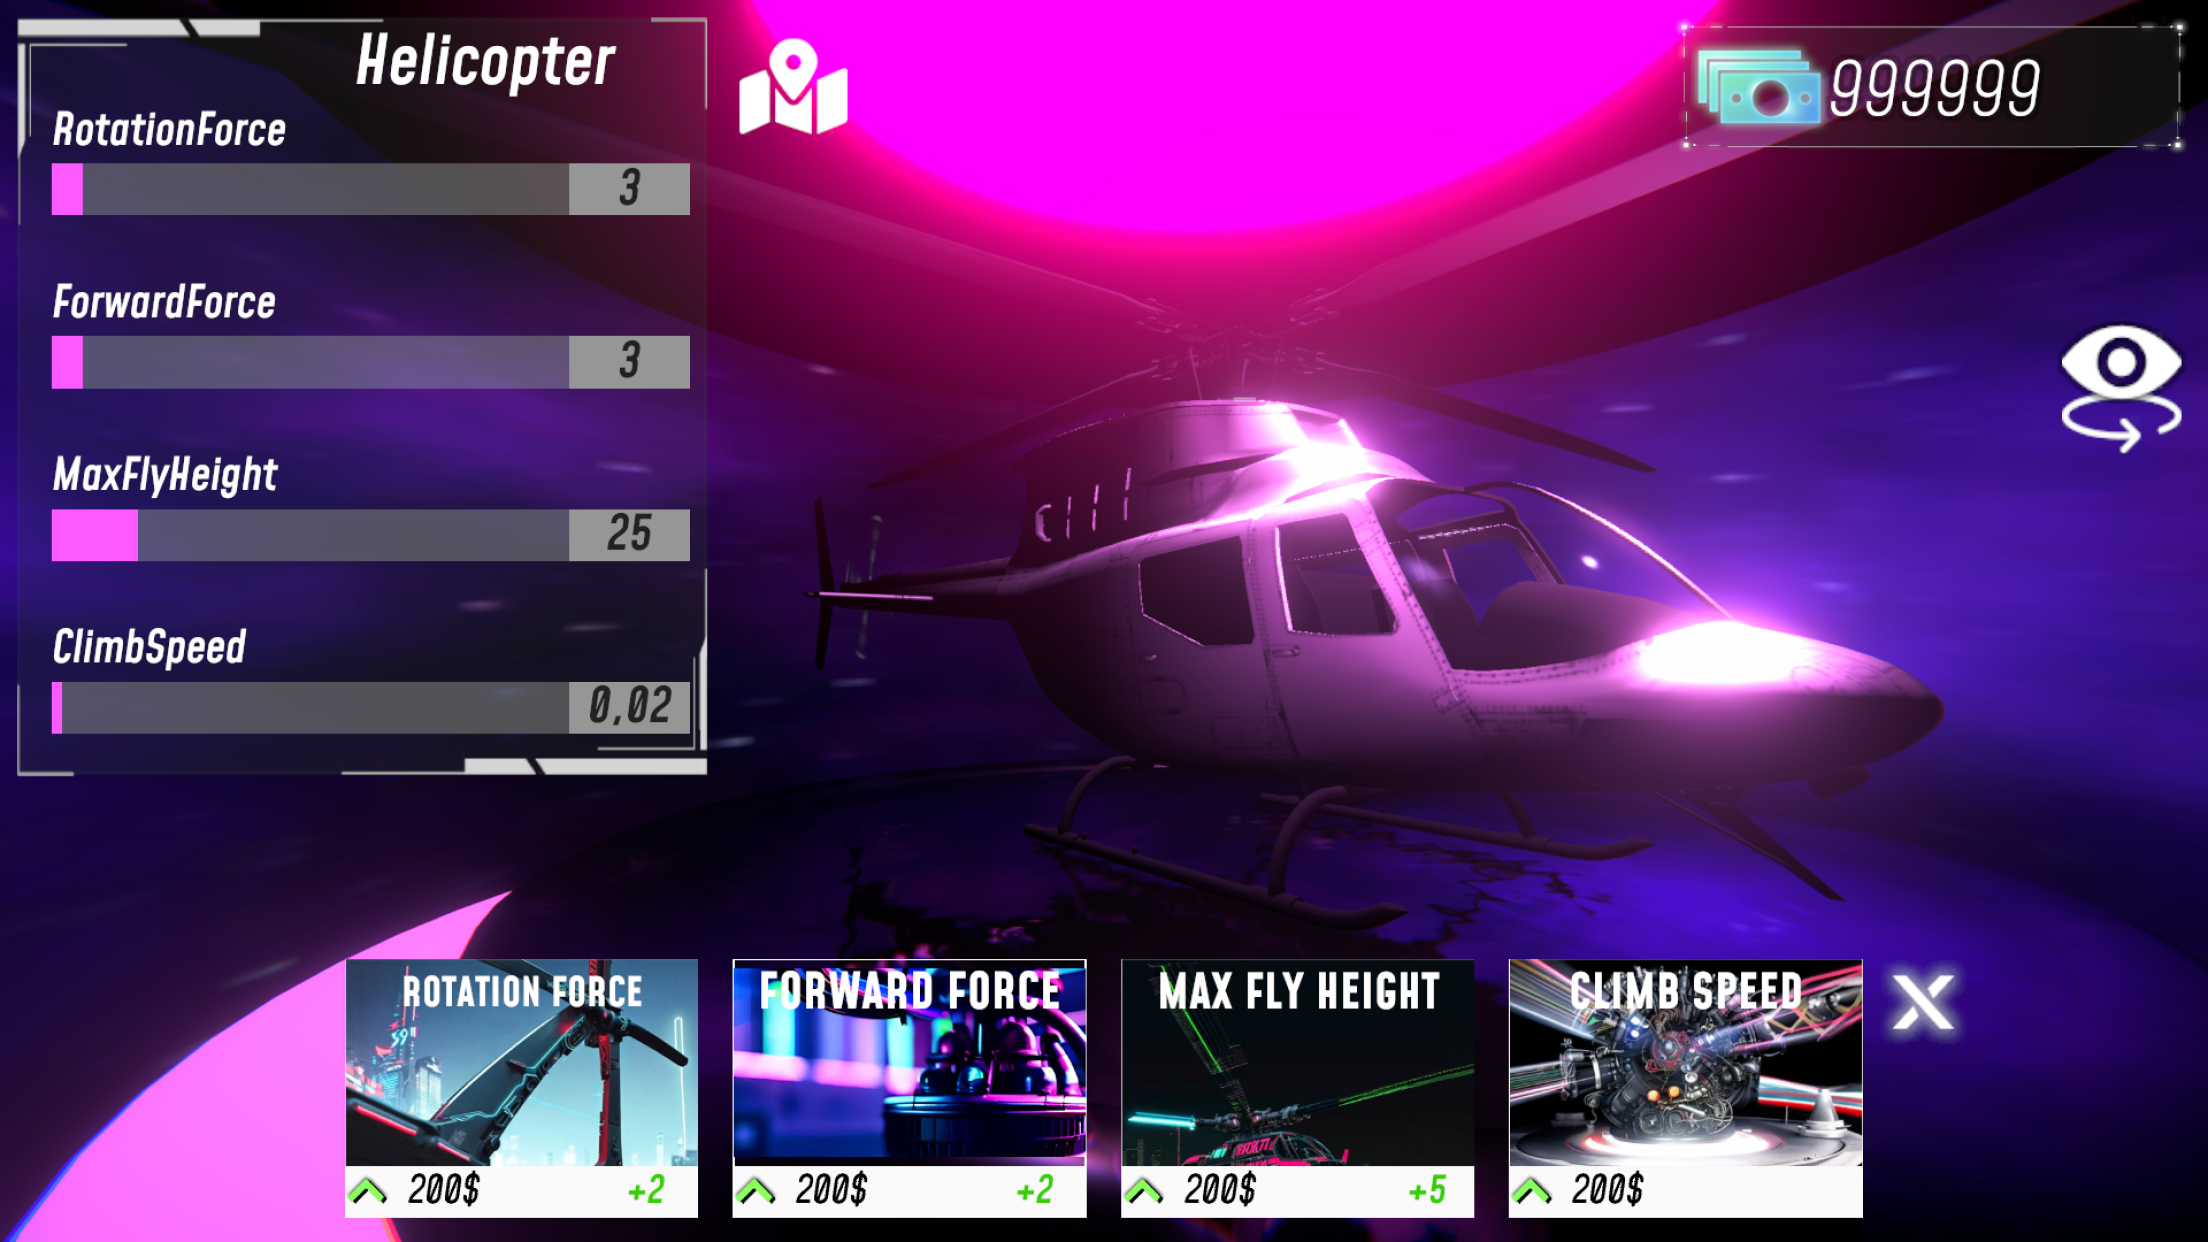 Helicopter
999999
RotationForce
3
ForwardForce
3
MaxFlyHeight
25
ClimbSpeed
0,02
ROTATION FORCE
FORWARD FORCE
MAX FLY HEIGHT
CLIMB SPEED
X
59
200$ +2
200$ +2
200$ +5
200$